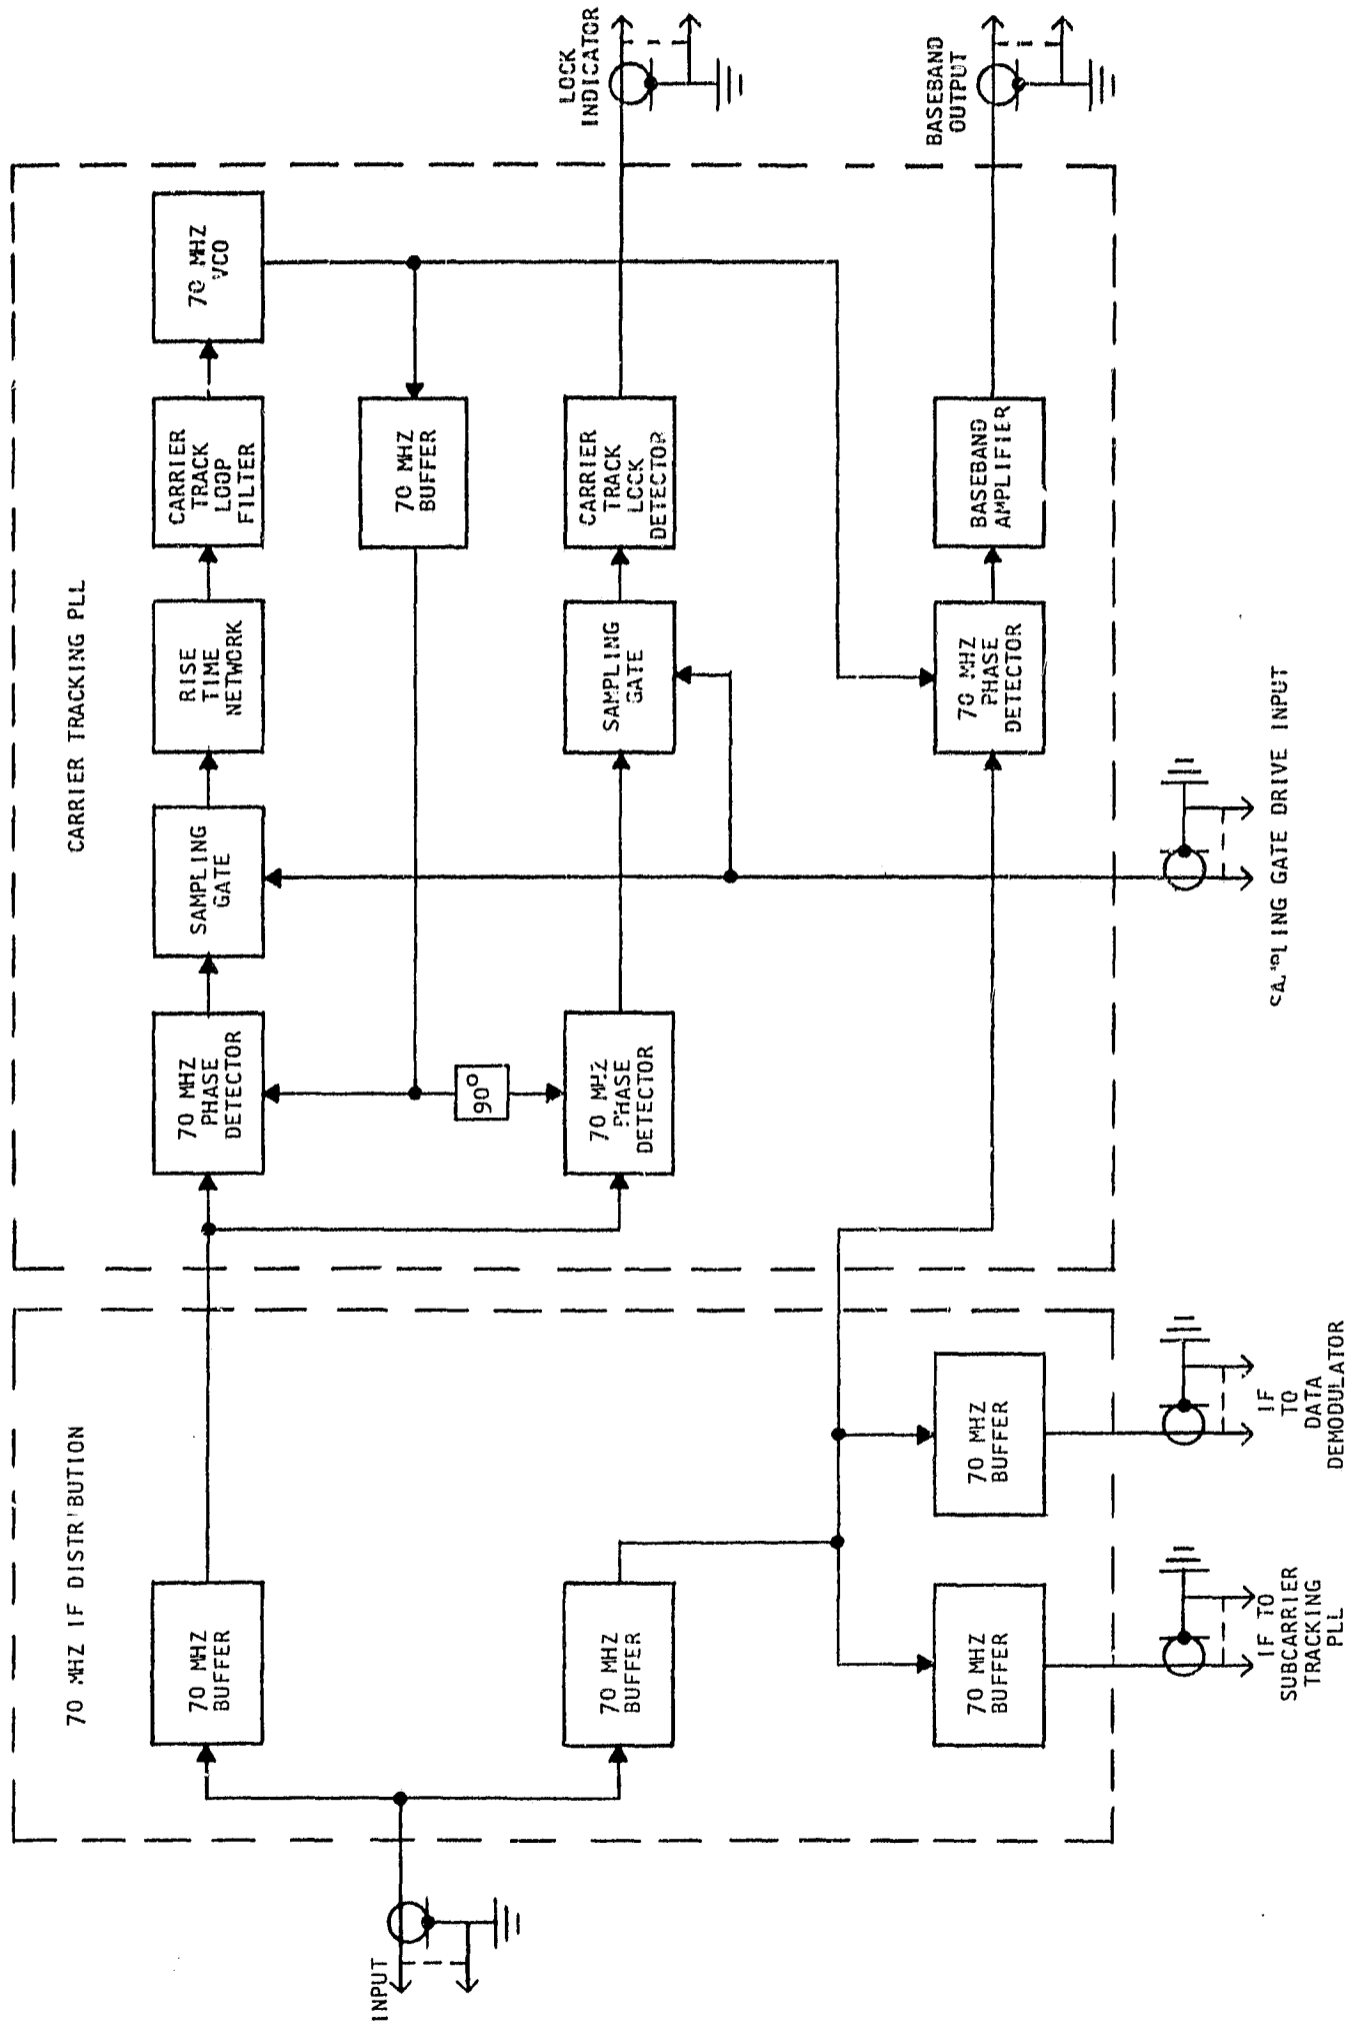 70 MHZ IF DISTRIBUTION
CARRIER TRACKING PLL
INPUT
70 MHZ
BUFFER
70 MHZ
PHASE
DETECTOR
SAMPLING
GATE
RISE
TIME
NETWORK
CARRIER
TRACK
LOOP
FILTER
70 MHZ
VCO
70 MHZ
BUFFER
90°
70 MHZ
BUFFER
70 MHZ
PHASE
DETECTOR
SAMPLING
GATE
CARRIER
TRACK
LOCK
DETECTOR
LOCK
INDICATOR
70 MHZ
BUFFER
70 MHZ
BUFFER
70 MHZ
PHASE
DETECTOR
BASEBAND
AMPLIFIER
BASEBAND
OUTPUT
IF TO
SUBCARRIER
TRACKING
PLL
IF
TO
DATA
DEMODULATOR
SAMPLING GATE DRIVE INPUT